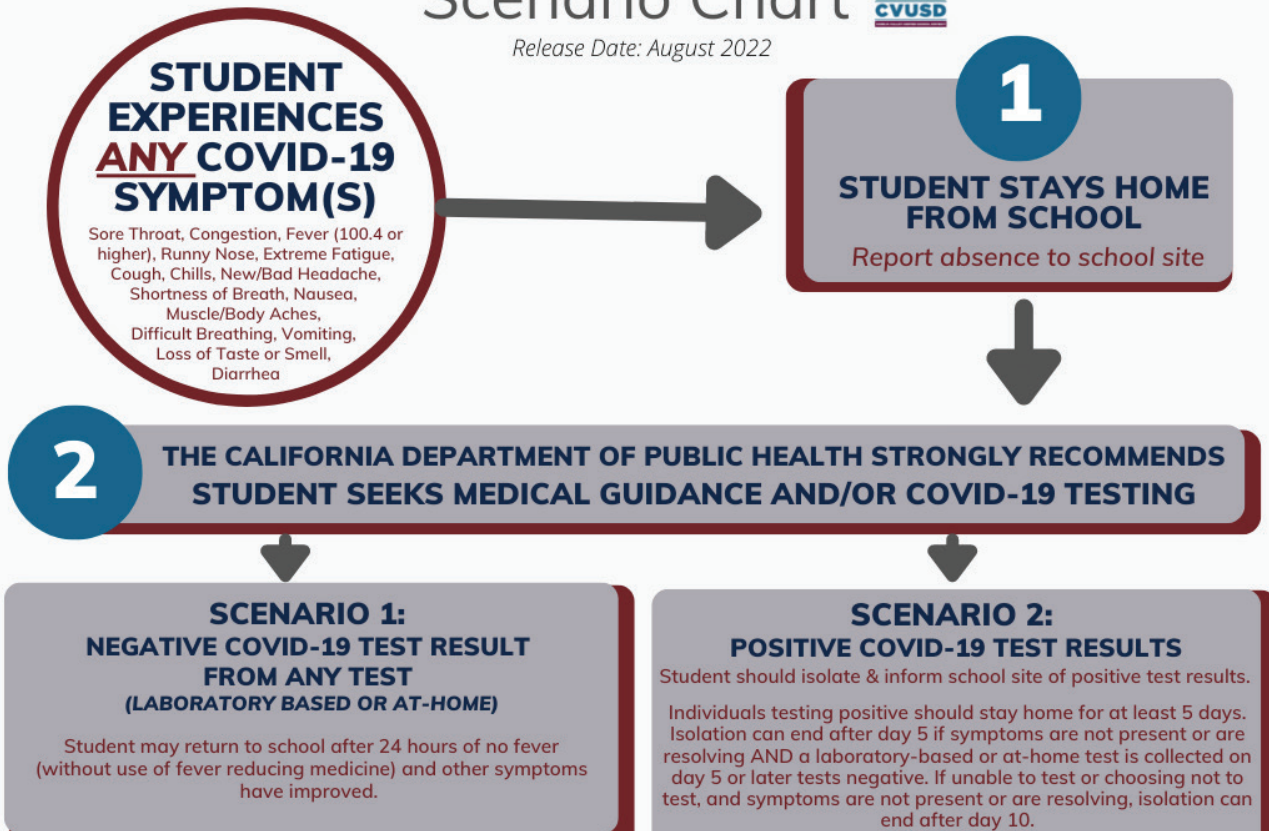 Scenario Chart
CVUSD
Release Date: August 2022
STUDENT
EXPERIENCES
ANY COVID-19
SYMPTOM(S)
Sore Throat, Congestion, Fever (100.4 or
higher), Runny Nose, Extreme Fatigue,
Cough, Chills, New/Bad Headache,
Shortness of Breath, Nausea,
Muscle/Body Aches,
Difficult Breathing, Vomiting,
Loss of Taste or Smell,
Diarrhea
1
STUDENT STAYS HOME
FROM SCHOOL
Report absence to school site
2
THE CALIFORNIA DEPARTMENT OF PUBLIC HEALTH STRONGLY RECOMMENDS
STUDENT SEEKS MEDICAL GUIDANCE AND/OR COVID-19 TESTING
SCENARIO 1:
NEGATIVE COVID-19 TEST RESULT
FROM ANY TEST
(LABORATORY BASED OR AT-HOME)
Student may return to school after 24 hours of no fever
(without use of fever reducing medicine) and other symptoms
have improved.
SCENARIO 2:
POSITIVE COVID-19 TEST RESULTS
Student should isolate & inform school site of positive test results.
Individuals testing positive should stay home for at least 5 days.
Isolation can end after day 5 if symptoms are not present or are
resolving AND a laboratory-based or at-home test is collected on
day 5 or later tests negative. If unable to test or choosing not to
test, and symptoms are not present or are resolving, isolation can
end after day 10.